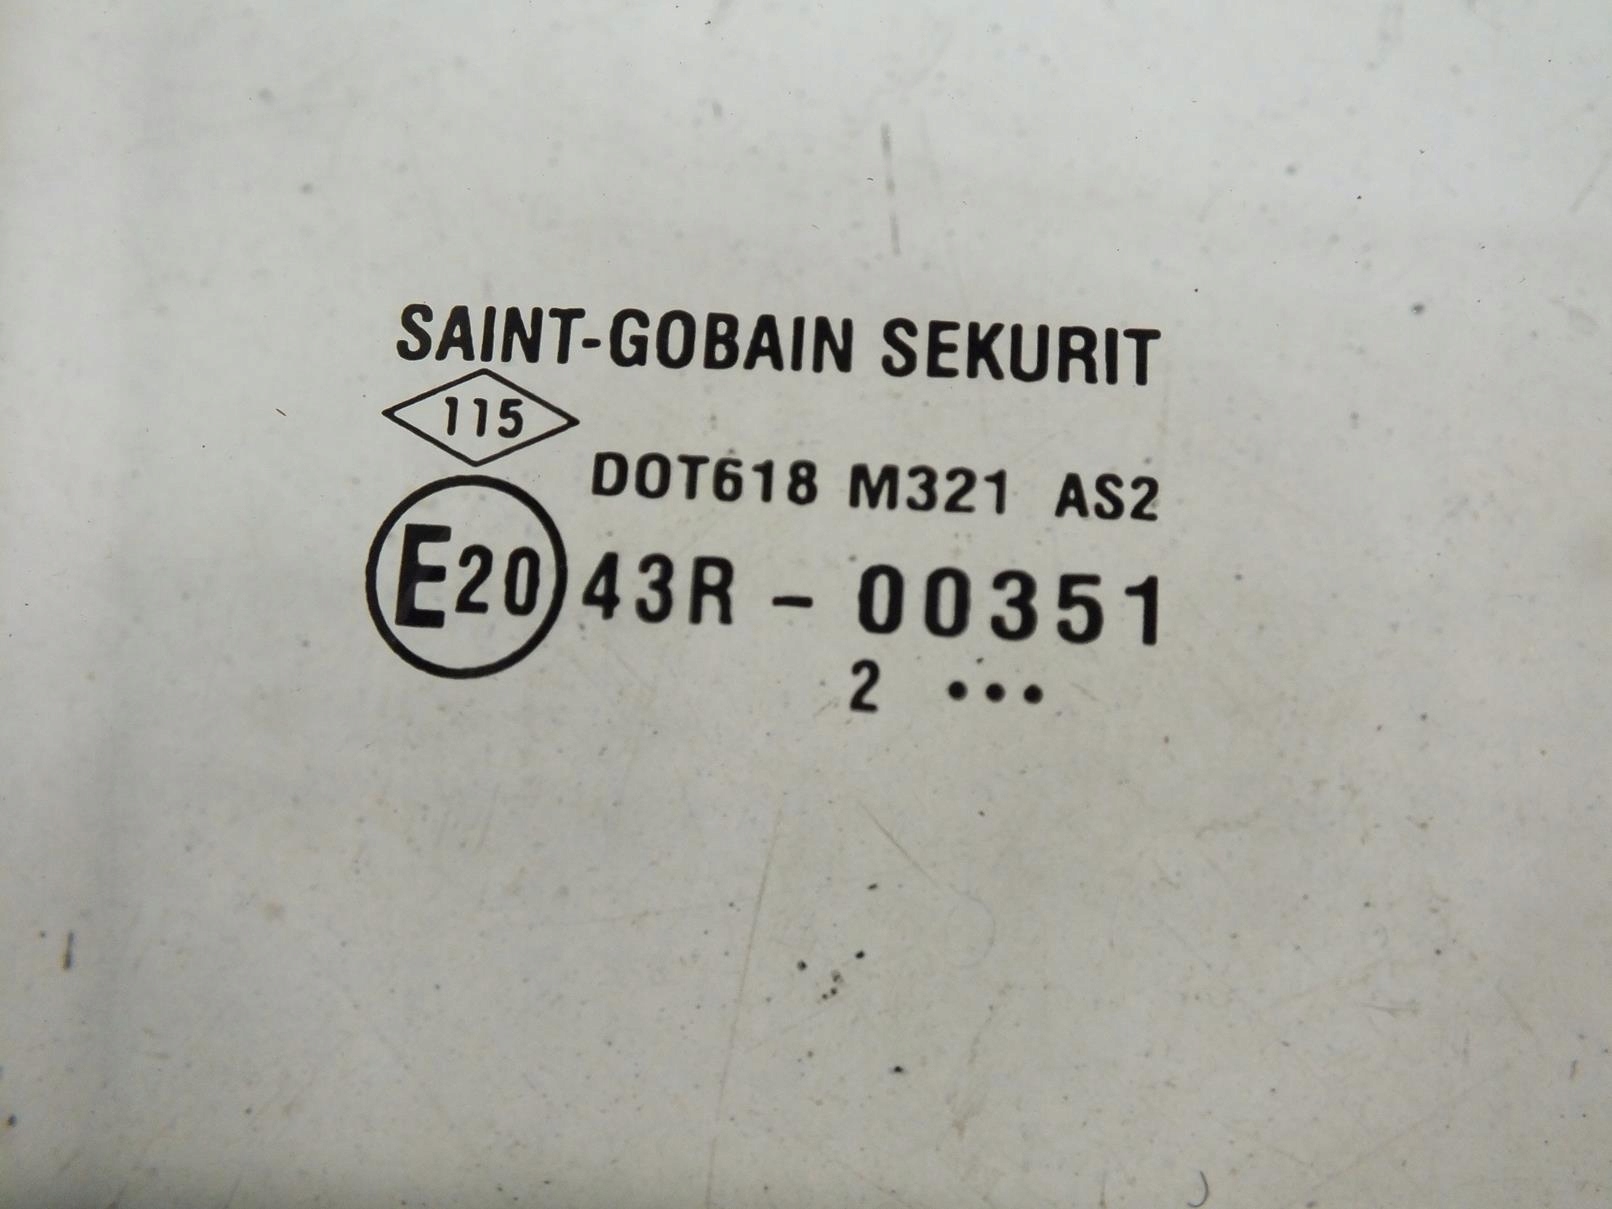 SAINT-GOBAIN SEKURIT
115
DOT618 M321 AS2
E20 43R - 00351
2 •••